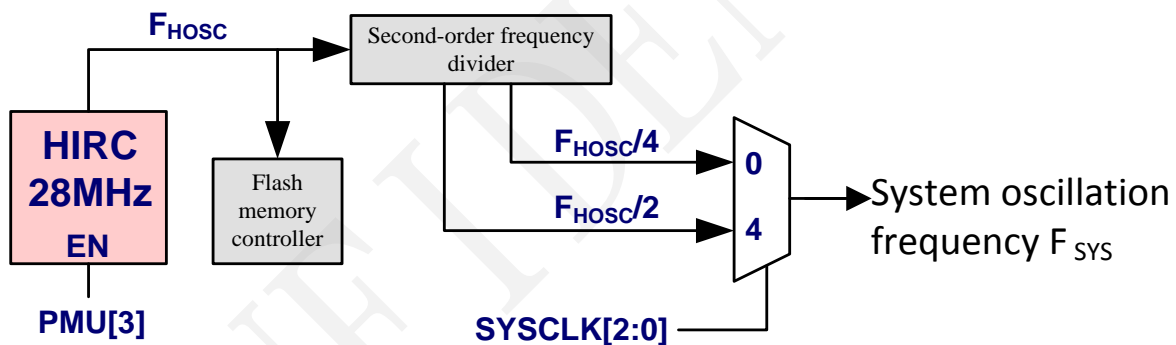 FHOSC
Second-order frequency
divider
HIRC
28MHz
EN
PMU[3]
Flash
memory
controller
FHOSC/4
FHOSC/2
0
4
System oscillation
frequency F SYS
SYSCLK[2:0]